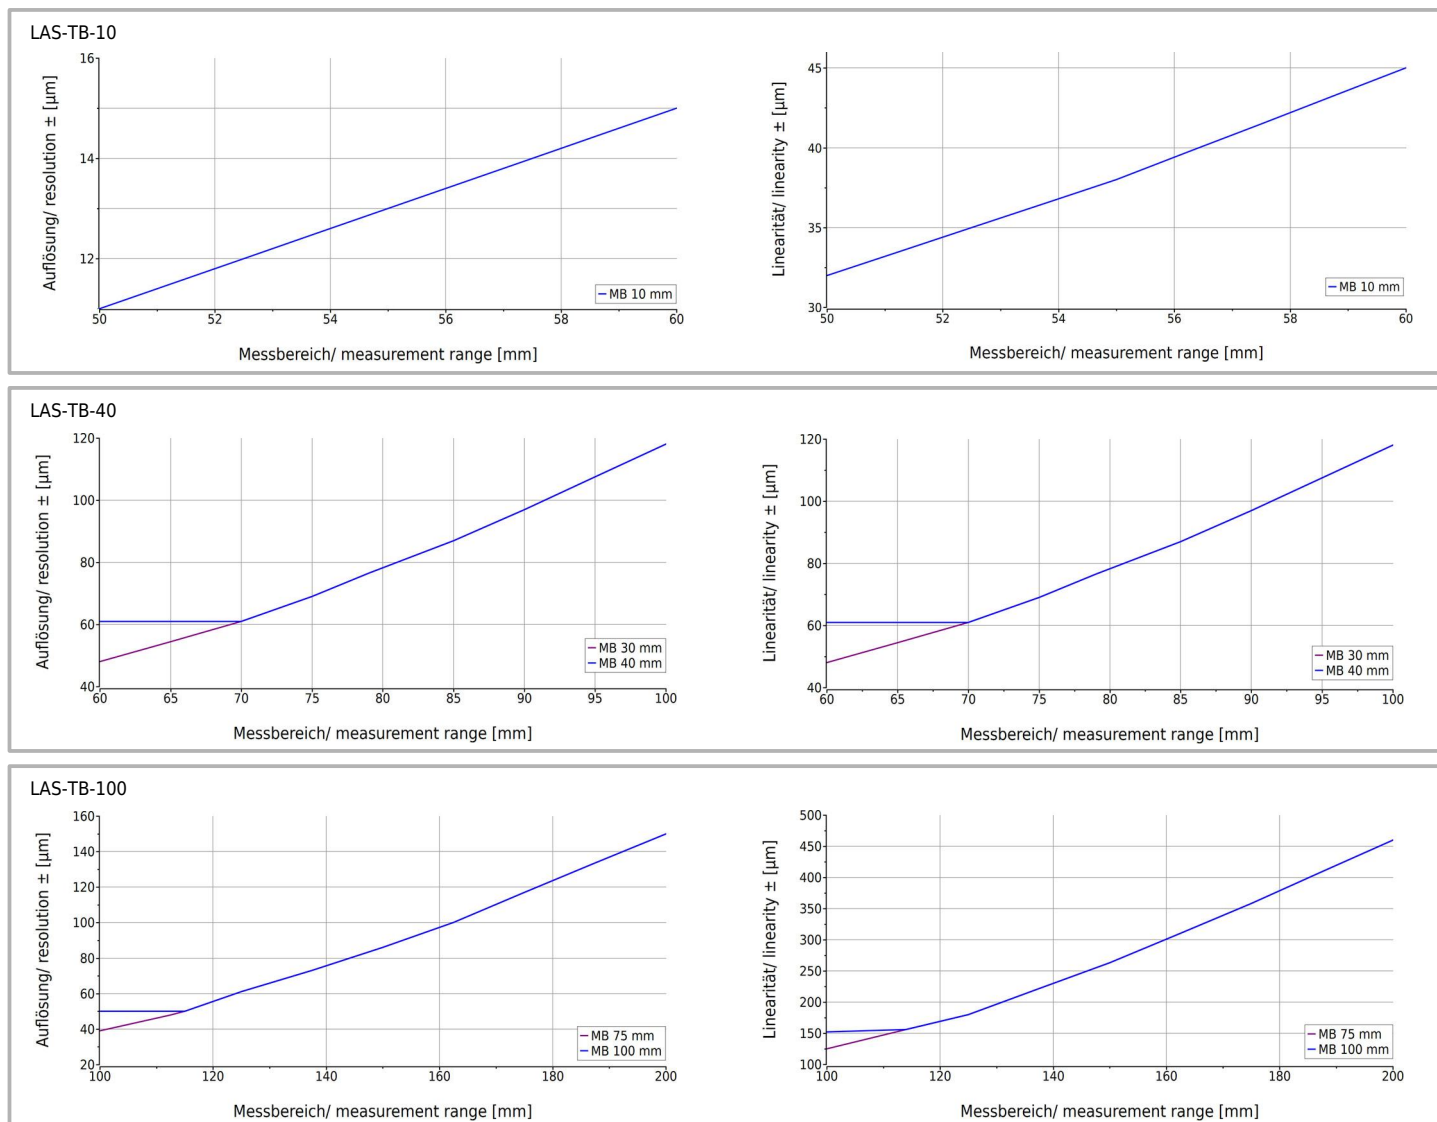 LAS-TB-10
Auflösung/ resolution ± [µm]
16
14
12
50 52 54 56 58 60
MB 10 mm
Messbereich/ measurement range [mm]
Linearität/ linearity ± [µm]
45
40
35
30
50 52 54 56 58 60
MB 10 mm
Messbereich/ measurement range [mm]
LAS-TB-40
Auflösung/ resolution ± [µm]
120
100
80
60
40
60 65 70 75 80 85 90 95 100
MB 30 mm
MB 40 mm
Messbereich/ measurement range [mm]
Linearität/ linearity ± [µm]
120
100
80
60
40
60 65 70 75 80 85 90 95 100
MB 30 mm
MB 40 mm
Messbereich/ measurement range [mm]
LAS-TB-100
Auflösung/ resolution ± [µm]
160
140
120
100
80
60
40
20
100 120 140 160 180 200
MB 75 mm
MB 100 mm
Messbereich/ measurement range [mm]
Linearität/ linearity ± [µm]
500
450
400
350
300
250
200
150
100
100 120 140 160 180 200
MB 75 mm
MB 100 mm
Messbereich/ measurement range [mm]